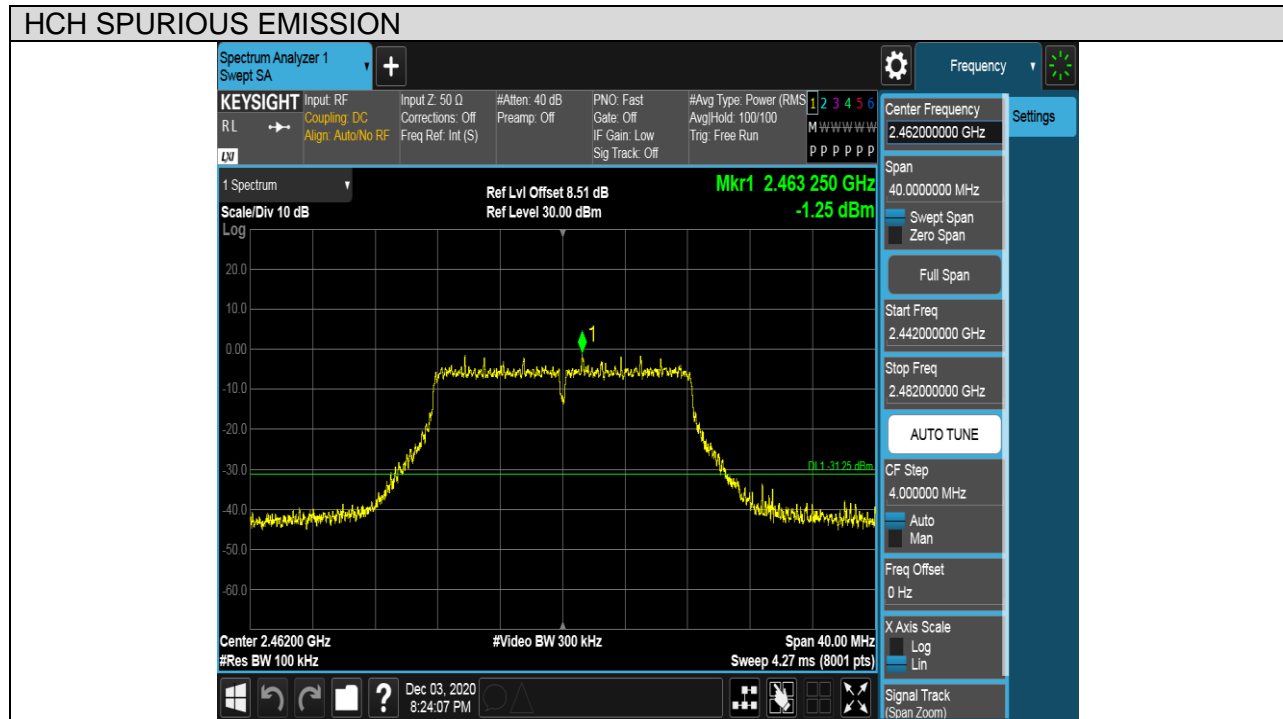 HCH SPURIOUS EMISSION
Spectrum Analyzer 1
Swept SA
+
Frequency
KEYSIGHT
RL
LXI
Input: RF
Coupling: DC
Align: Auto/No RF
Input Z: 50 Ω
Corrections: Off
Freq Ref: Int (S)
#Atten: 40 dB
Preamp: Off
PNO: Fast
Gate: Off
IF Gain: Low
Sig Track: Off
#Avg Type: Power (RMS
Avg|Hold: 100/100
Trig: Free Run
1 2 3 4 5 6
M W W W W W
P P P P P P
1 Spectrum
Scale/Div 10 dB
Log
Ref Lvl Offset 8.51 dB
Ref Level 30.00 dBm
Mkr1 2.463 250 GHz
-1.25 dBm
20.0
10.0
0.00
-10.0
-20.0
-30.0
-40.0
-50.0
-60.0
1
DL1 -31.25 dBm
Center 2.46200 GHz
#Res BW 100 kHz
#Video BW 300 kHz
Span 40.00 MHz
Sweep 4.27 ms (8001 pts)
Center Frequency
2.462000000 GHz
Settings
Span
40.0000000 MHz
Swept Span
Zero Span
Full Span
Start Freq
2.442000000 GHz
Stop Freq
2.482000000 GHz
AUTO TUNE
CF Step
4.000000 MHz
Auto
Man
Freq Offset
0 Hz
X Axis Scale
Log
Lin
Signal Track
(Span Zoom)
?
Dec 03, 2020
8:24:07 PM